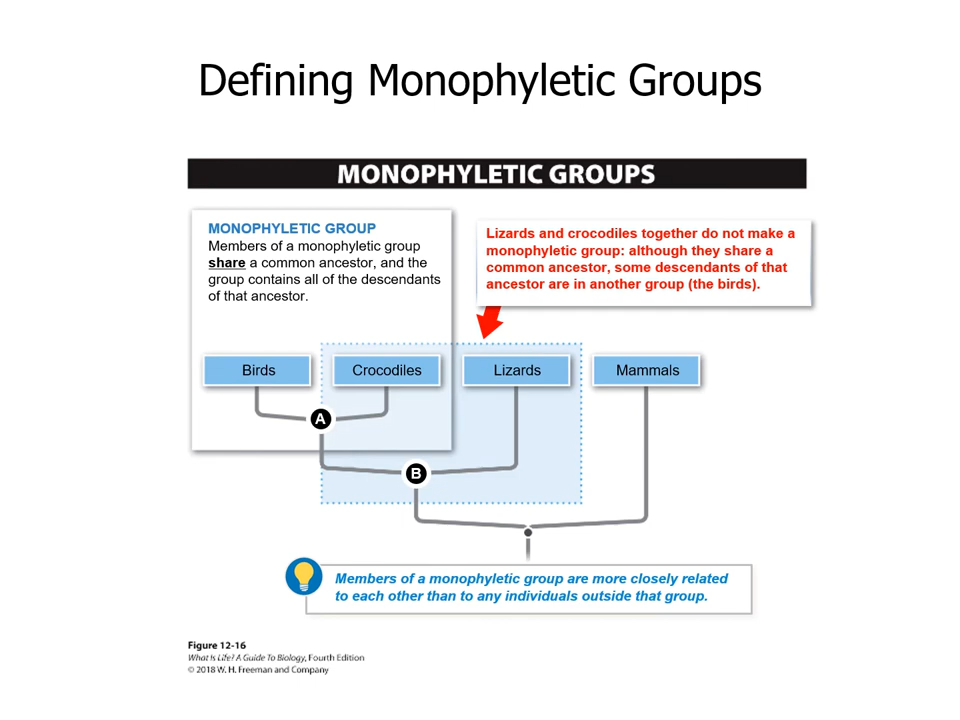 Defining Monophyletic Groups
MONOPHYLETIC GROUPS
MONOPHYLETIC GROUP
Members of a monophyletic group
share a common ancestor, and the
group contains all of the descendants
of that ancestor.
Lizards and crocodiles together do not make a
monophyletic group: although they share a
common ancestor, some descendants of that
ancestor are in another group (the birds).
Birds
Crocodiles
Lizards
Mammals
A
B
Members of a monophyletic group are more closely related
to each other than to any individuals outside that group.
Figure 12-16
What Is Life? A Guide To Biology, Fourth Edition
© 2018 W. H. Freeman and Company